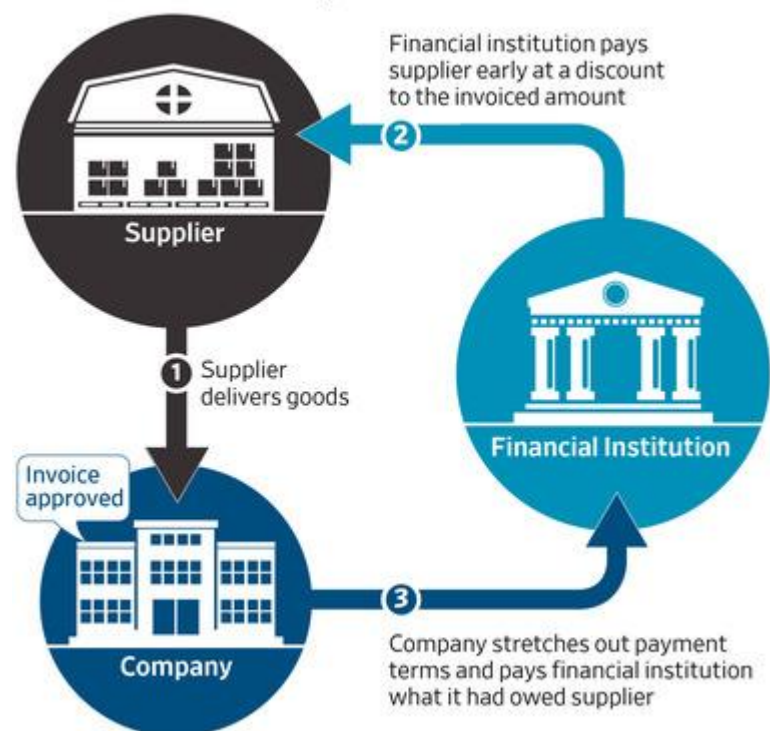 Financial institution pays
supplier early at a discount
to the invoiced amount
2
Supplier
1
Supplier
delivers goods
Financial Institution
Invoice
approved
Company
3
Company stretches out payment
terms and pays financial institution
what it had owed supplier